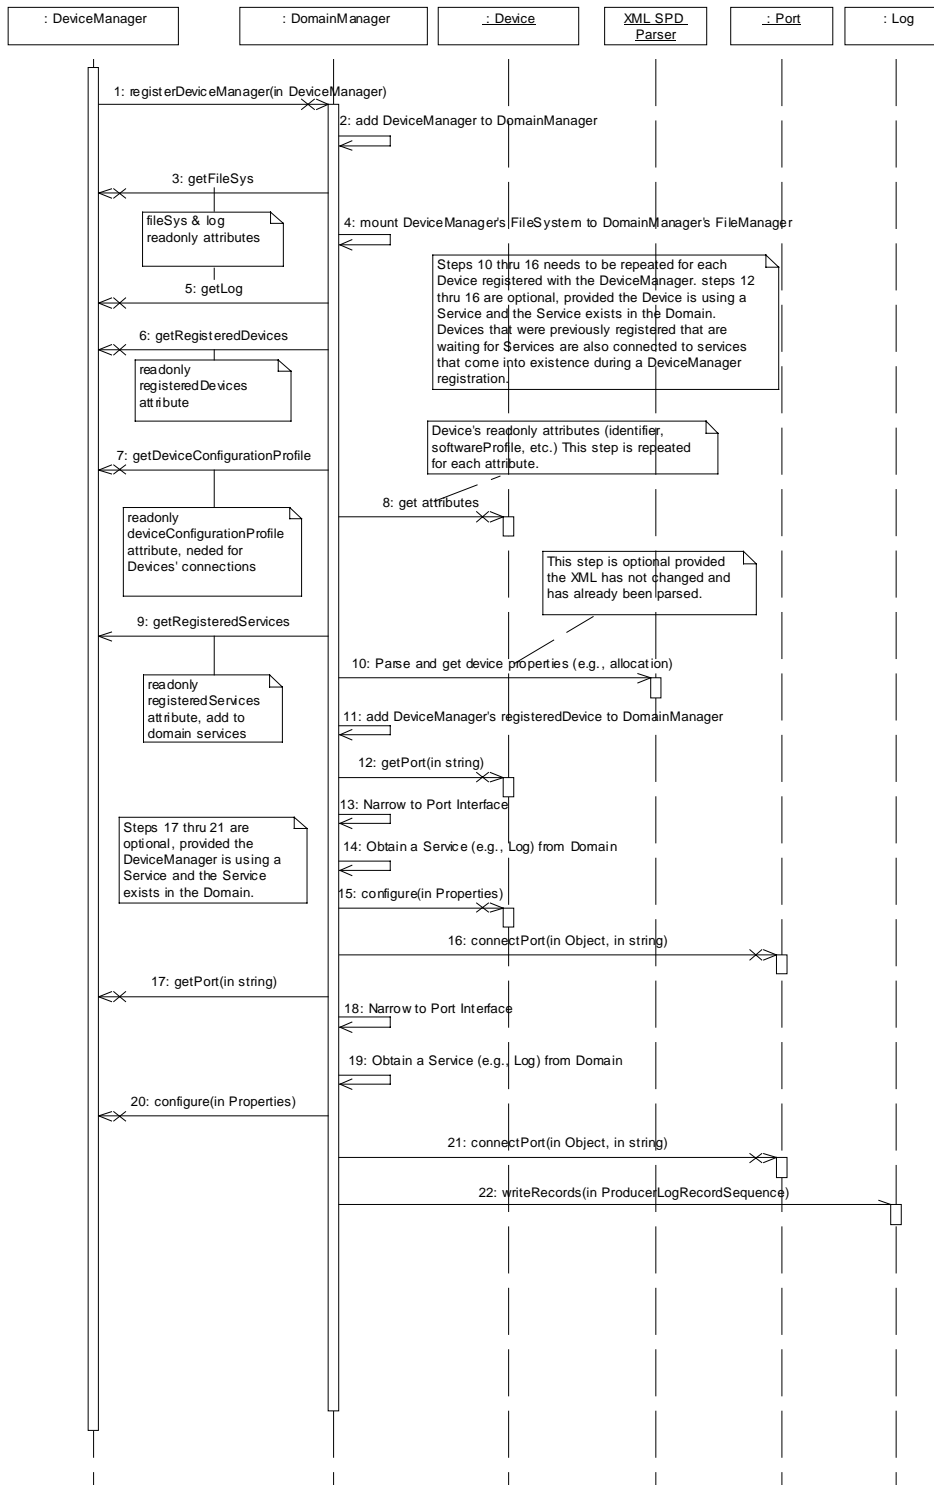 : DeviceManager
: DomainManager
: Device
XML SPD
Parser
: Port
: Log
1: registerDeviceManager(in DeviceManager)
2: add DeviceManager to DomainManager
3: getFileSys
fileSys & log
readonly attributes
4: mount DeviceManager's FileSystem to DomainManager's FileManager
Steps 10 thru 16 needs to be repeated for each
Device registered with the DeviceManager. steps 12
thru 16 are optional, provided the Device is using a
Service and the Service exists in the Domain.
Devices that were previously registered that are
waiting for Services are also connected to services
that come into existence during a DeviceManager
registration.
5: getLog
6: getRegisteredDevices
readonly
registeredDevices
attribute
Device's readonly attributes (identifier,
softwareProfile, etc.) This step is repeated
for each attribute.
7: getDeviceConfigurationProfile
8: get attributes
readonly
deviceConfigurationProfile
attribute, neded for
Devices' connections
This step is optional provided
the XML has not changed and
has already been parsed.
9: getRegisteredServices
10: Parse and get device properties (e.g., allocation)
readonly
registeredServices
attribute, add to
domain services
11: add DeviceManager's registeredDevice to DomainManager
12: getPort(in string)
13: Narrow to Port Interface
Steps 17 thru 21 are
optional, provided the
DeviceManager is using a
Service and the Service
exists in the Domain.
14: Obtain a Service (e.g., Log) from Domain
15: configure(in Properties)
16: connectPort(in Object, in string)
17: getPort(in string)
18: Narrow to Port Interface
19: Obtain a Service (e.g., Log) from Domain
20: configure(in Properties)
21: connectPort(in Object, in string)
22: writeRecords(in ProducerLogRecordSequence)